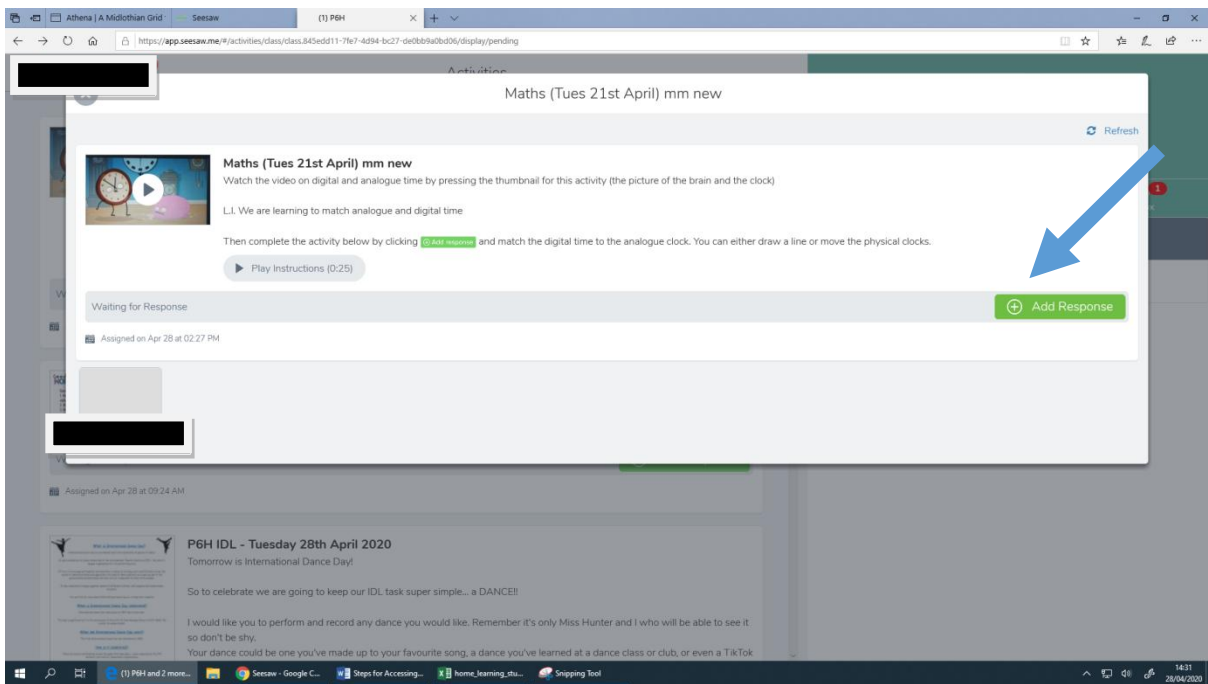 Athena | A Midlothian Grid
Seesaw
(1) P6H
https://app.seesaw.me/#/activities/class/class.845edd11-7fe7-4d94-bc27-de0bb9a0bd06/display/pending
Activities
Maths (Tues 21st April) mm new
Refresh
Maths (Tues 21st April) mm new
Watch the video on digital and analogue time by pressing the thumbnail for this activity (the picture of the brain and the clock)
L.I. We are learning to match analogue and digital time
Then complete the activity below by clicking Add response and match the digital time to the analogue clock. You can either draw a line or move the physical clocks.
Play Instructions (0:25)
1
Waiting for Response
Add Response
Assigned on Apr 28 at 02:27 PM
Assigned on Apr 28 at 09:24 AM
P6H IDL - Tuesday 28th April 2020
Tomorrow is International Dance Day!
So to celebrate we are going to keep our IDL task super simple... a DANCE!!
I would like you to perform and record any dance you would like. Remember it's only Miss Hunter and I who will be able to see it
so don't be shy.
Your dance could be one you've made up to your favourite song, a dance you've learned at a dance class or club, or even a TikTok
(1) P6H and 2 more...
Seesaw - Google C...
Steps for Accessing...
home_learning_stu...
Snipping Tool
14:31
28/04/2020